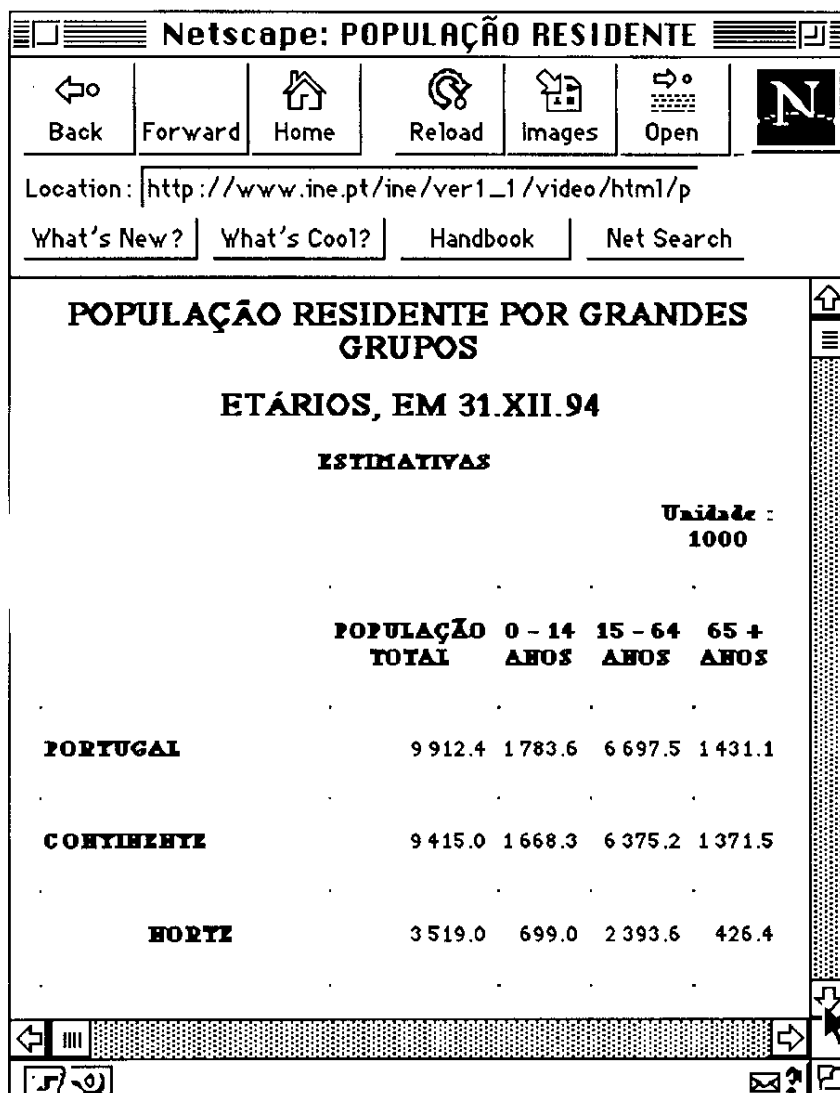 Netscape: POPULAÇÃO RESIDENTE
Back Forward Home Reload Images Open N
Location: http://www.ine.pt/ine/ver1_1/video/html/p
What's New? What's Cool? Handbook Net Search
POPULAÇÃO RESIDENTE POR GRANDES
GRUPOS
ETÁRIOS, EM 31.XII.94
ESTIMATIVAS
Unidade :
1000
POPULAÇÃO 0 - 14 15 - 64 65 +
TOTAL ANOS ANOS ANOS
PORTUGAL 9 912.4 1 783.6 6 697.5 1 431.1
CONTINENTE 9 415.0 1 668.3 6 375.2 1 371.5
NORTE 3 519.0 699.0 2 393.6 426.4